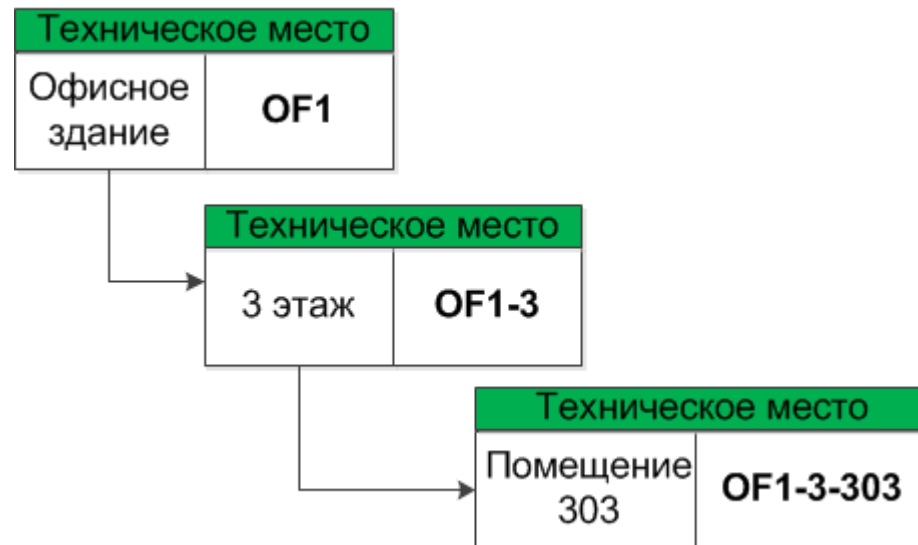 Техническое место
Офисное
здание
OF1
Техническое место
3 этаж
OF1-3
Техническое место
Помещение
303
OF1-3-303